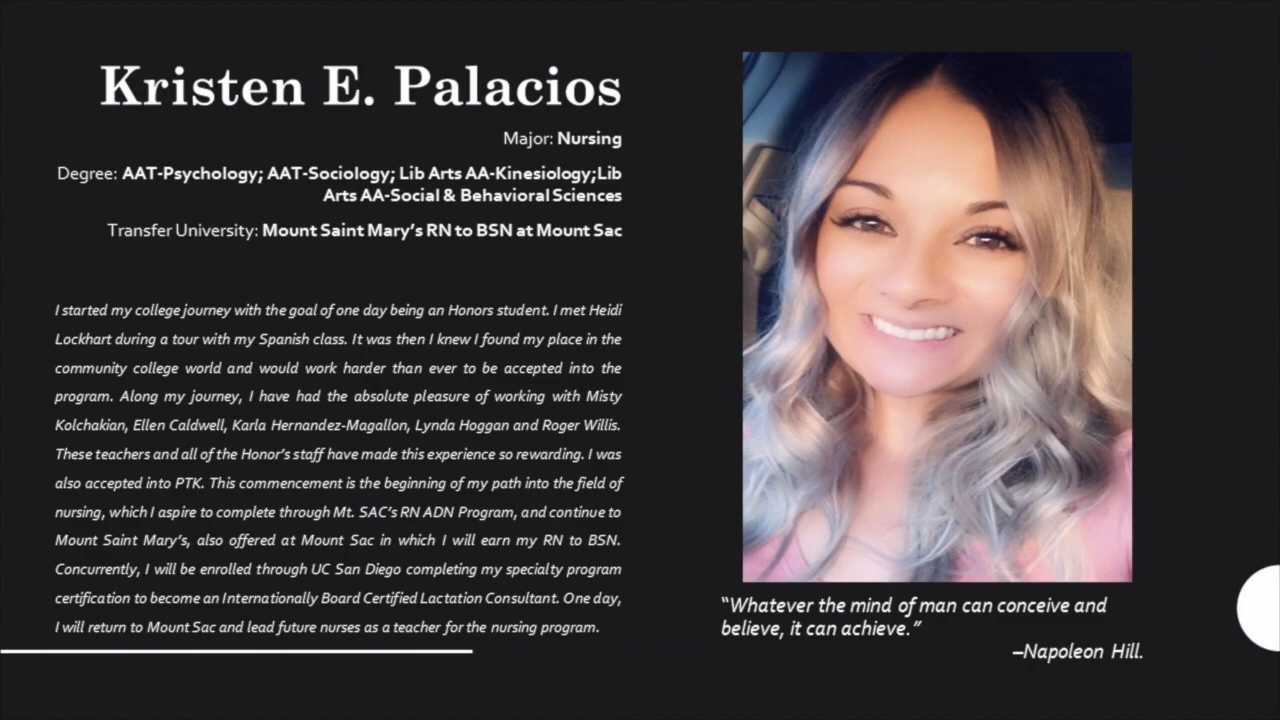 Kristen E. Palacios
Major: Nursing
Degree: AAT-Psychology; AAT-Sociology; Lib Arts AA-Kinesiology;Lib
Arts AA-Social & Behavioral Sciences
Transfer University: Mount Saint Mary’s RN to BSN at Mount Sac
I started my college journey with the goal of one day being an Honors student. I met Heidi
Lockhart during a tour with my Spanish class. It was then I knew I found my place in the
community college world and would work harder than ever to be accepted into the
program. Along my journey, I have had the absolute pleasure of working with Misty
Kolchakian, Ellen Caldwell, Karla Hernandez-Magallon, Lynda Hoggan and Roger Willis.
These teachers and all of the Honor’s staff have made this experience so rewarding. I was
also accepted into PTK. This commencement is the beginning of my path into the field of
nursing, which I aspire to complete through Mt. SAC’s RN ADN Program, and continue to
Mount Saint Mary’s, also offered at Mount Sac in which I will earn my RN to BSN.
Concurrently, I will be enrolled through UC San Diego completing my specialty program
certification to become an Internationally Board Certified Lactation Consultant. One day,
I will return to Mount Sac and lead future nurses as a teacher for the nursing program.
“Whatever the mind of man can conceive and
believe, it can achieve.”
–Napoleon Hill.